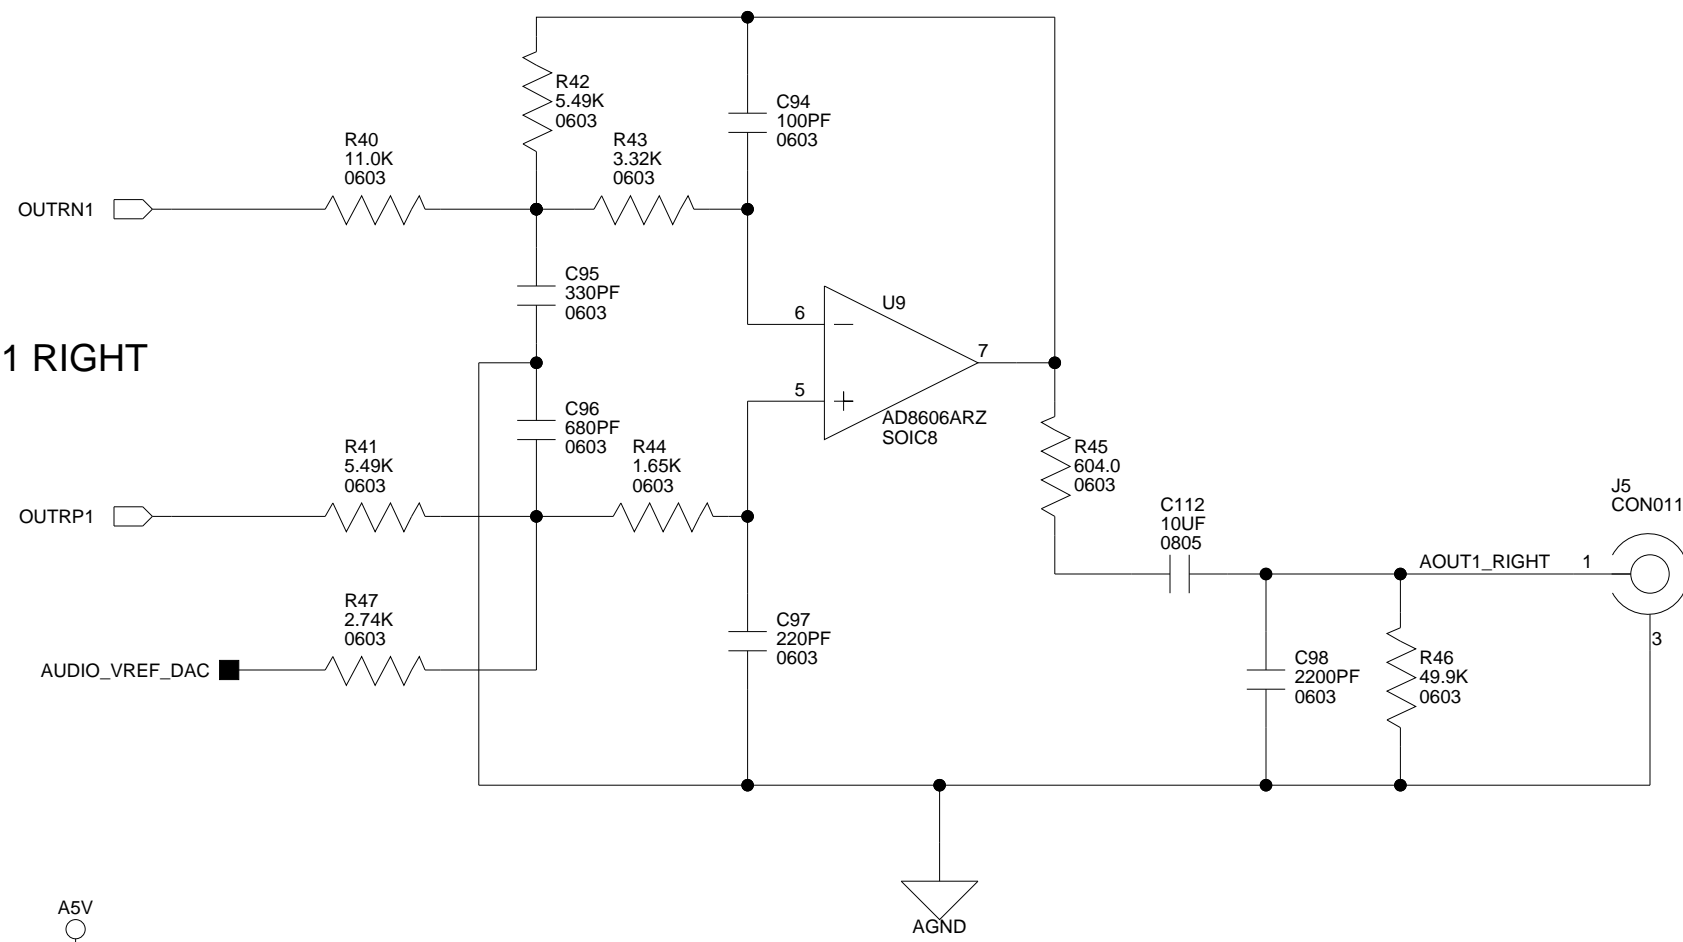 R42
5.49K
0603
C94
100PF
0603
R40
11.0K
0603
R43
3.32K
0603
OUTRN1
C95
330PF
0603
U9
6
1 RIGHT
7
5
C96
680PF
0603
AD8606ARZ
SOIC8
R41
5.49K
0603
R44
1.65K
0603
R45
604.0
0603
OUTRP1
C112
10UF
0805
J5
CON011
AOUT1_RIGHT
1
R47
2.74K
0603
C97
220PF
0603
3
AUDIO_VREF_DAC
C98
2200PF
0603
R46
49.9K
0603
A5V
AGND